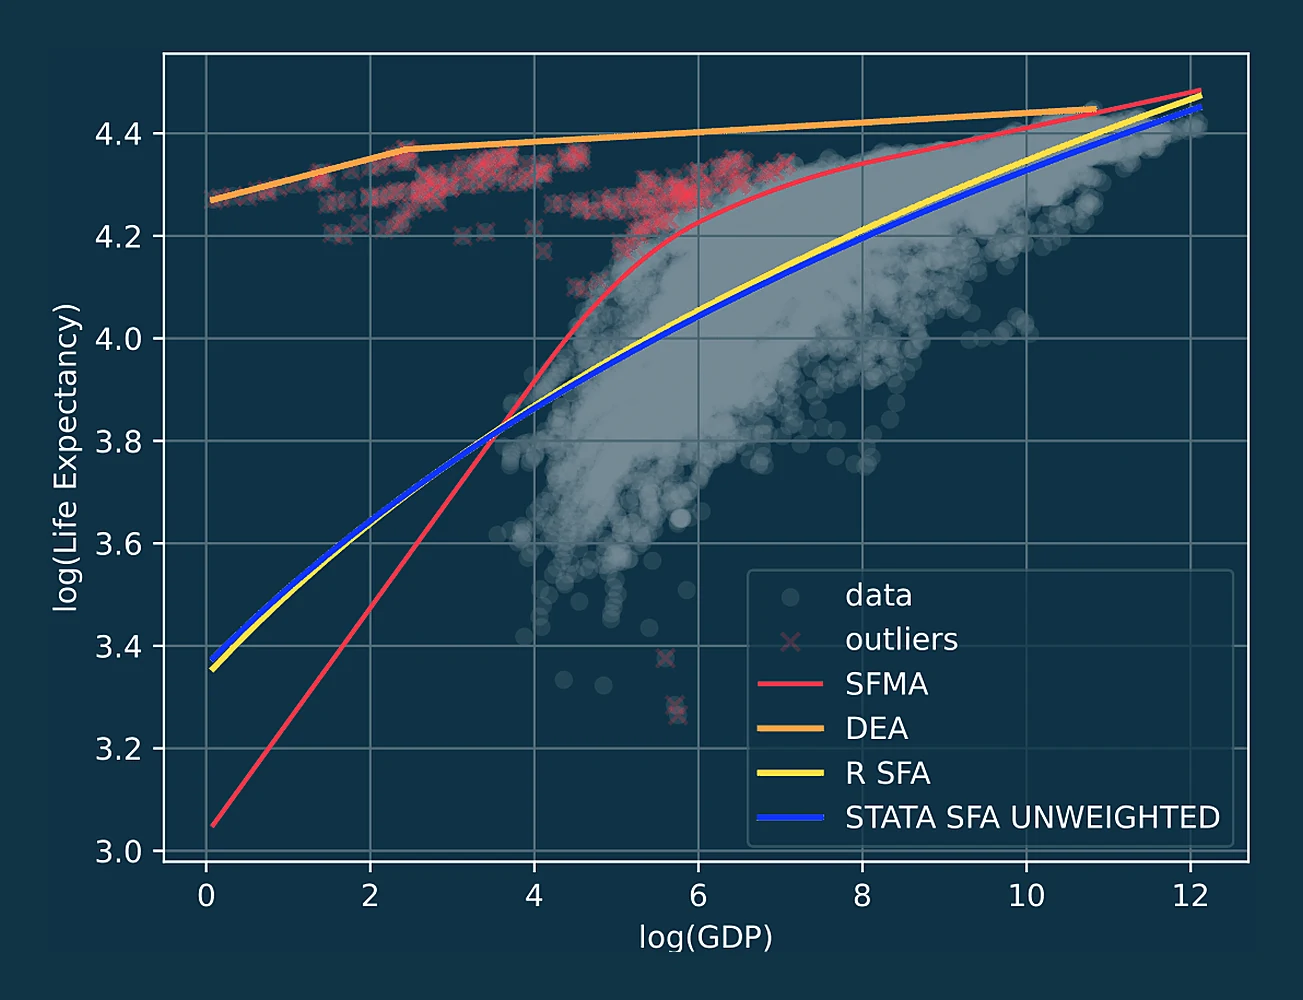 4.4
4.2
4.0
3.8
3.6
3.4
3.2
3.0
log(Life Expectancy)
0 2 4 6 8 10 12
log(GDP)
data
outliers
SFMA
DEA
R SFA
STATA SFA UNWEIGHTED